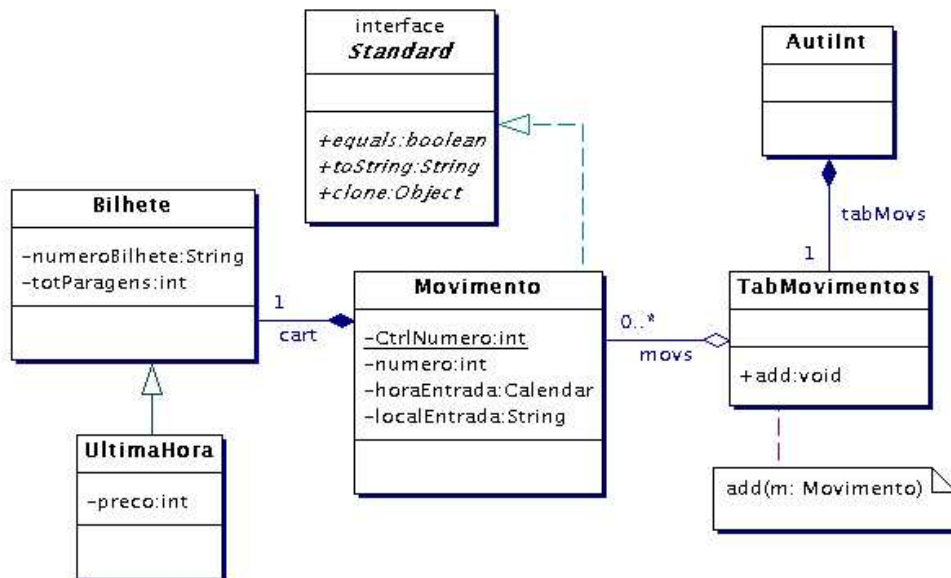 interface
Standard
+equals:boolean
+toString:String
+clone:Object
AutiInt
tabMovs
1
Bilhete
-numeroBilhete:String
-totParagens:int
1
cart
Movimento
-CtrlNumero:int
-numero:int
-horaEntrada:Calendar
-localEntrada:String
0..*
movs
TabMovimentos
+add:void
UltimaHora
-preco:int
add(m: Movimento)